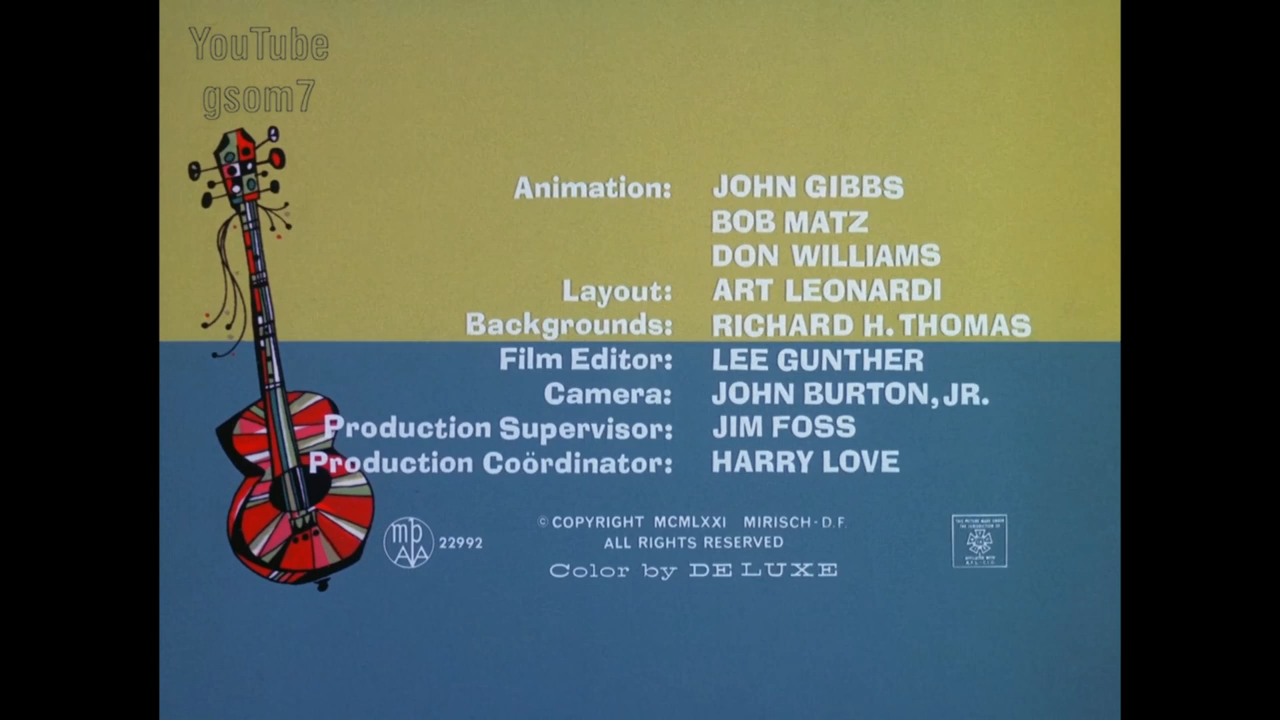 YouTube
gsom7
Animation: JOHN GIBBS
BOB MATZ
DON WILLIAMS
Layout: ART LEONARDI
Backgrounds: RICHARD H. THOMAS
Film Editor: LEE GUNTHER
Camera: JOHN BURTON, JR.
Production Supervisor: JIM FOSS
Production Coördinator: HARRY LOVE
© COPYRIGHT MCMLXXI MIRISCH-D.F.
ALL RIGHTS RESERVED
Color by DE LUXE
mpAA 22992